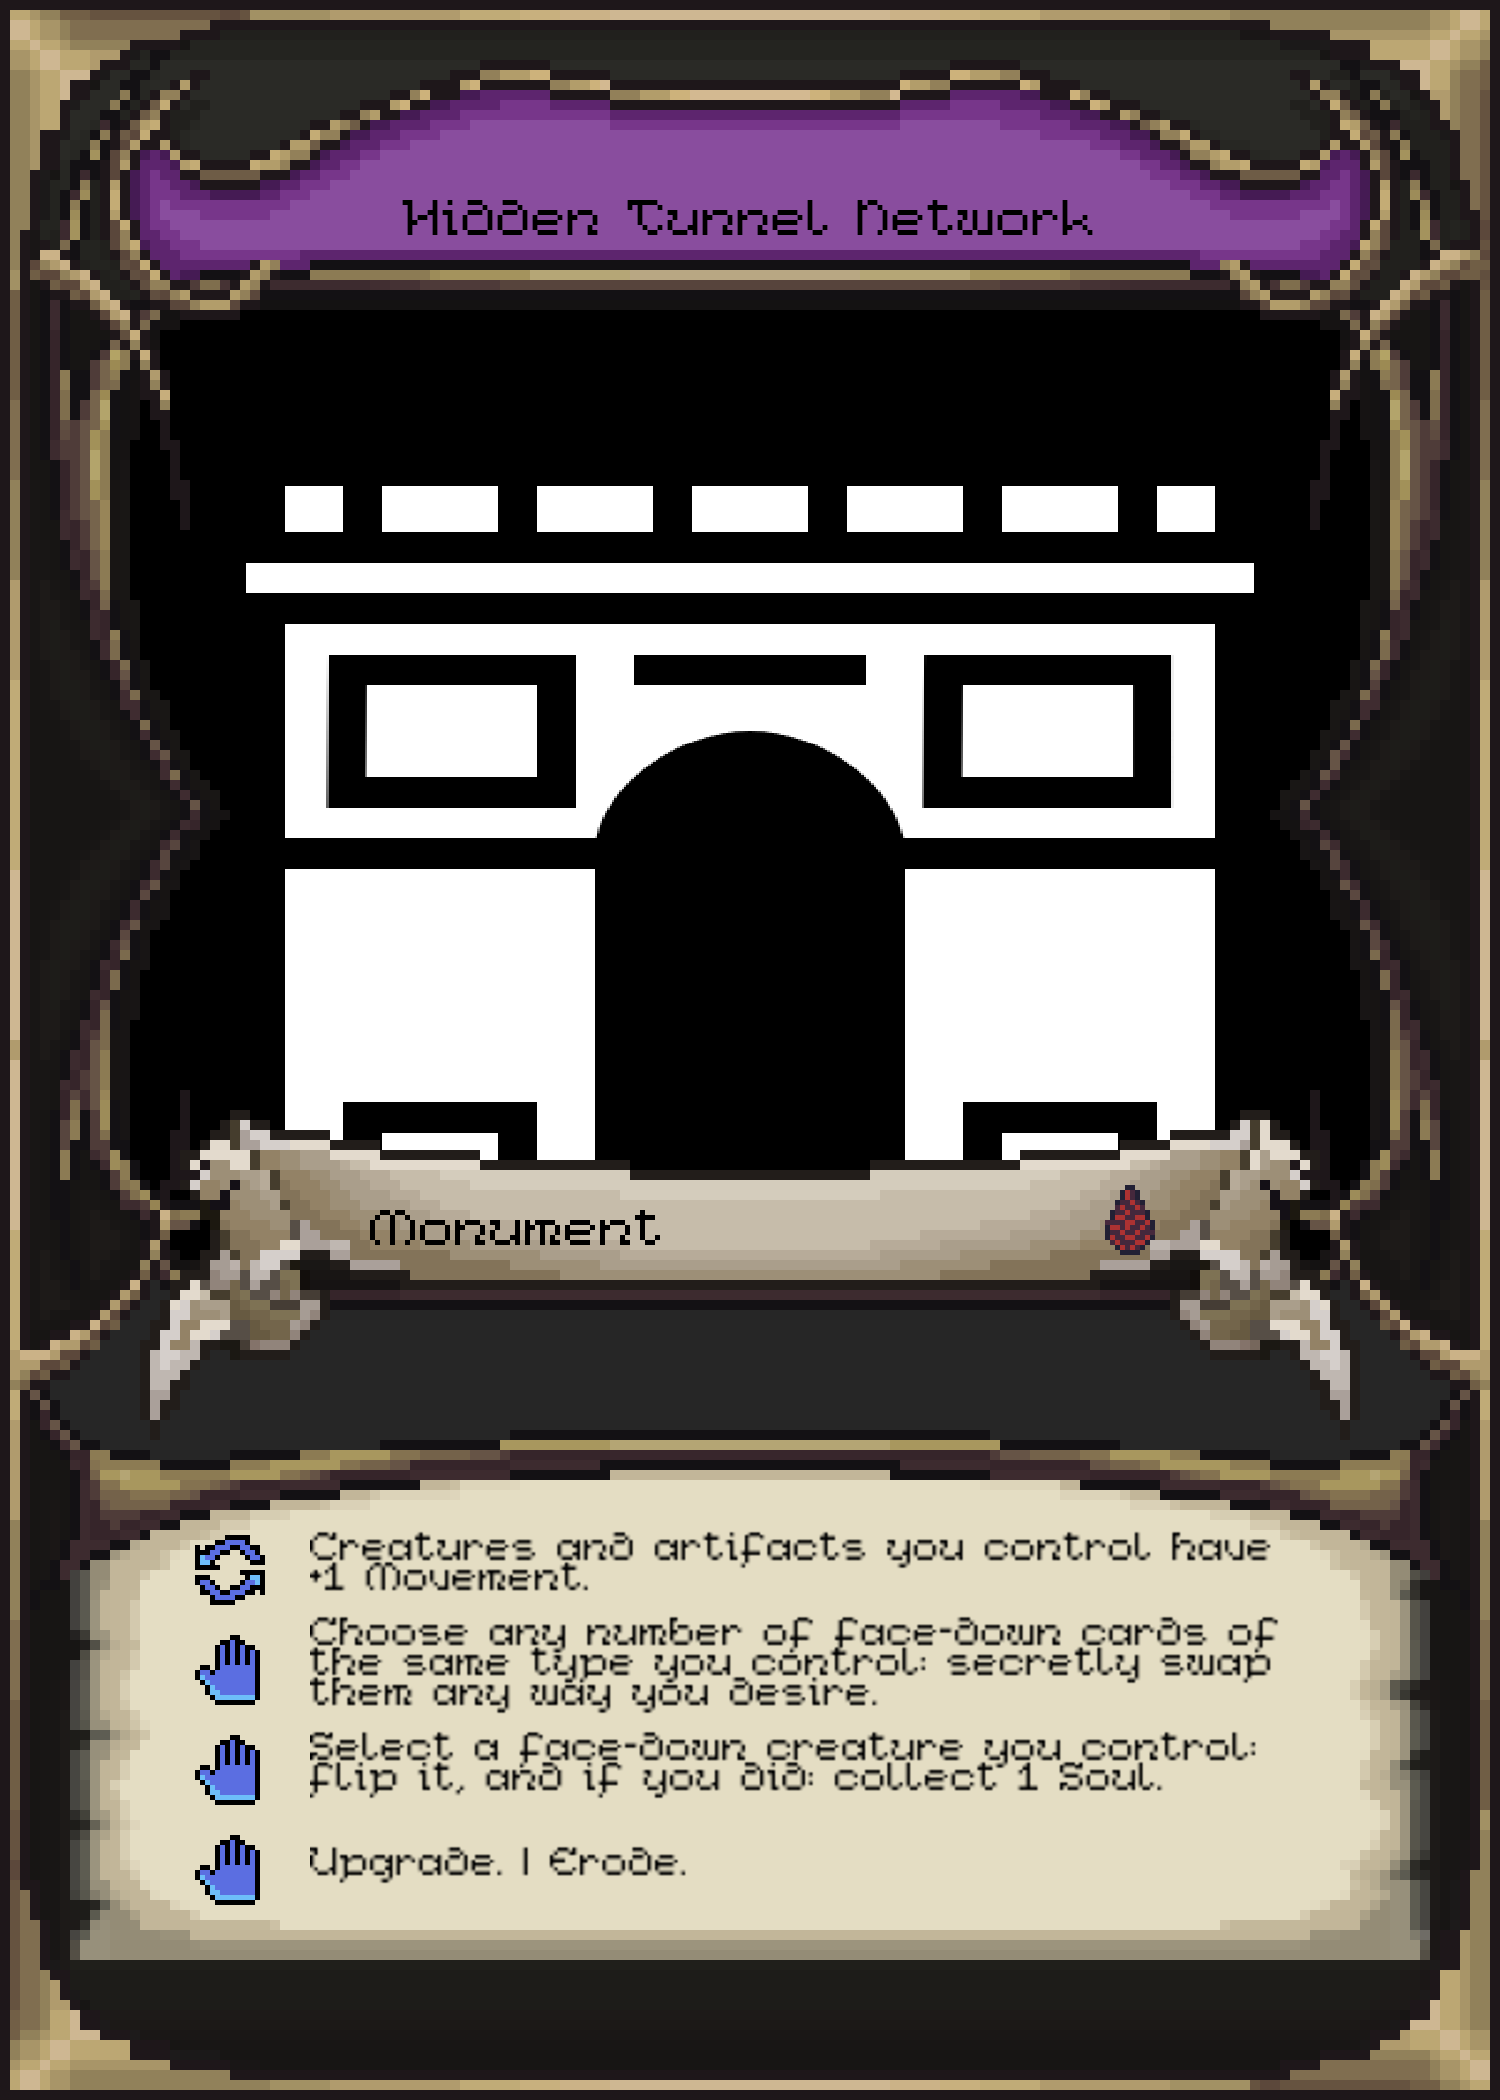 Hidden Tunnel Network
Monument
Creatures and artifacts you control have
+1 Movement.
Choose any number of face-down cards of
the same type you control: secretly swap
them any way you desire.
Select a face-down creature you control:
flip it, and if you did: collect 1 Soul.
Upgrade. | Erode.